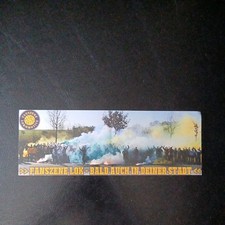 FANSZENE LOK - BALD AUCH IN DEINER STADT